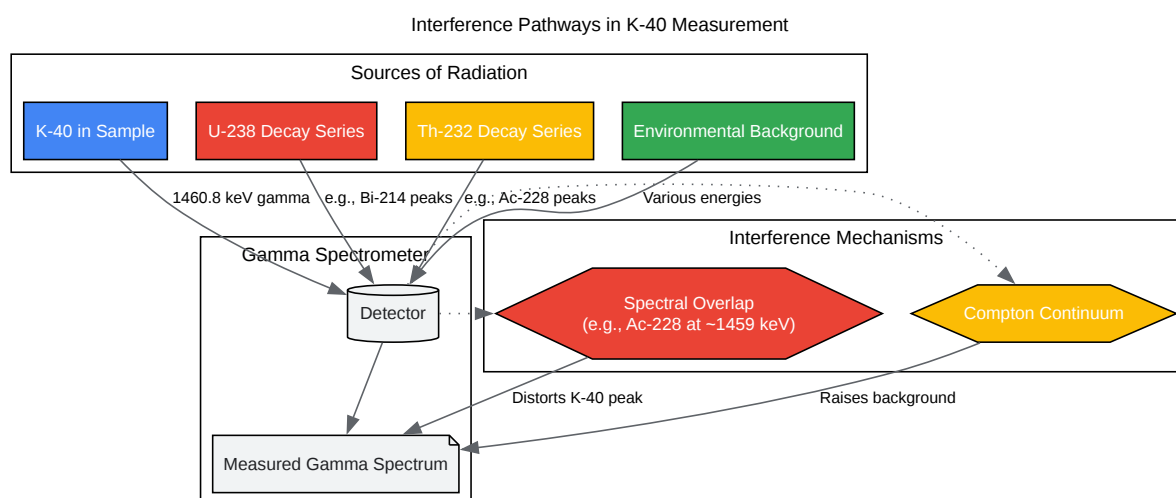 Interference Pathways in K-40 Measurement
Sources of Radiation
K-40 in Sample
U-238 Decay Series
Th-232 Decay Series
Environmental Background
1460.8 keV gamma
e.g., Bi-214 peaks
e.g., Ac-228 peaks
Various energies
Gamma Spectrometer
Interference Mechanisms
Detector
Spectral Overlap
(e.g., Ac-228 at ~1459 keV)
Compton Continuum
Distorts K-40 peak
Raises background
Measured Gamma Spectrum